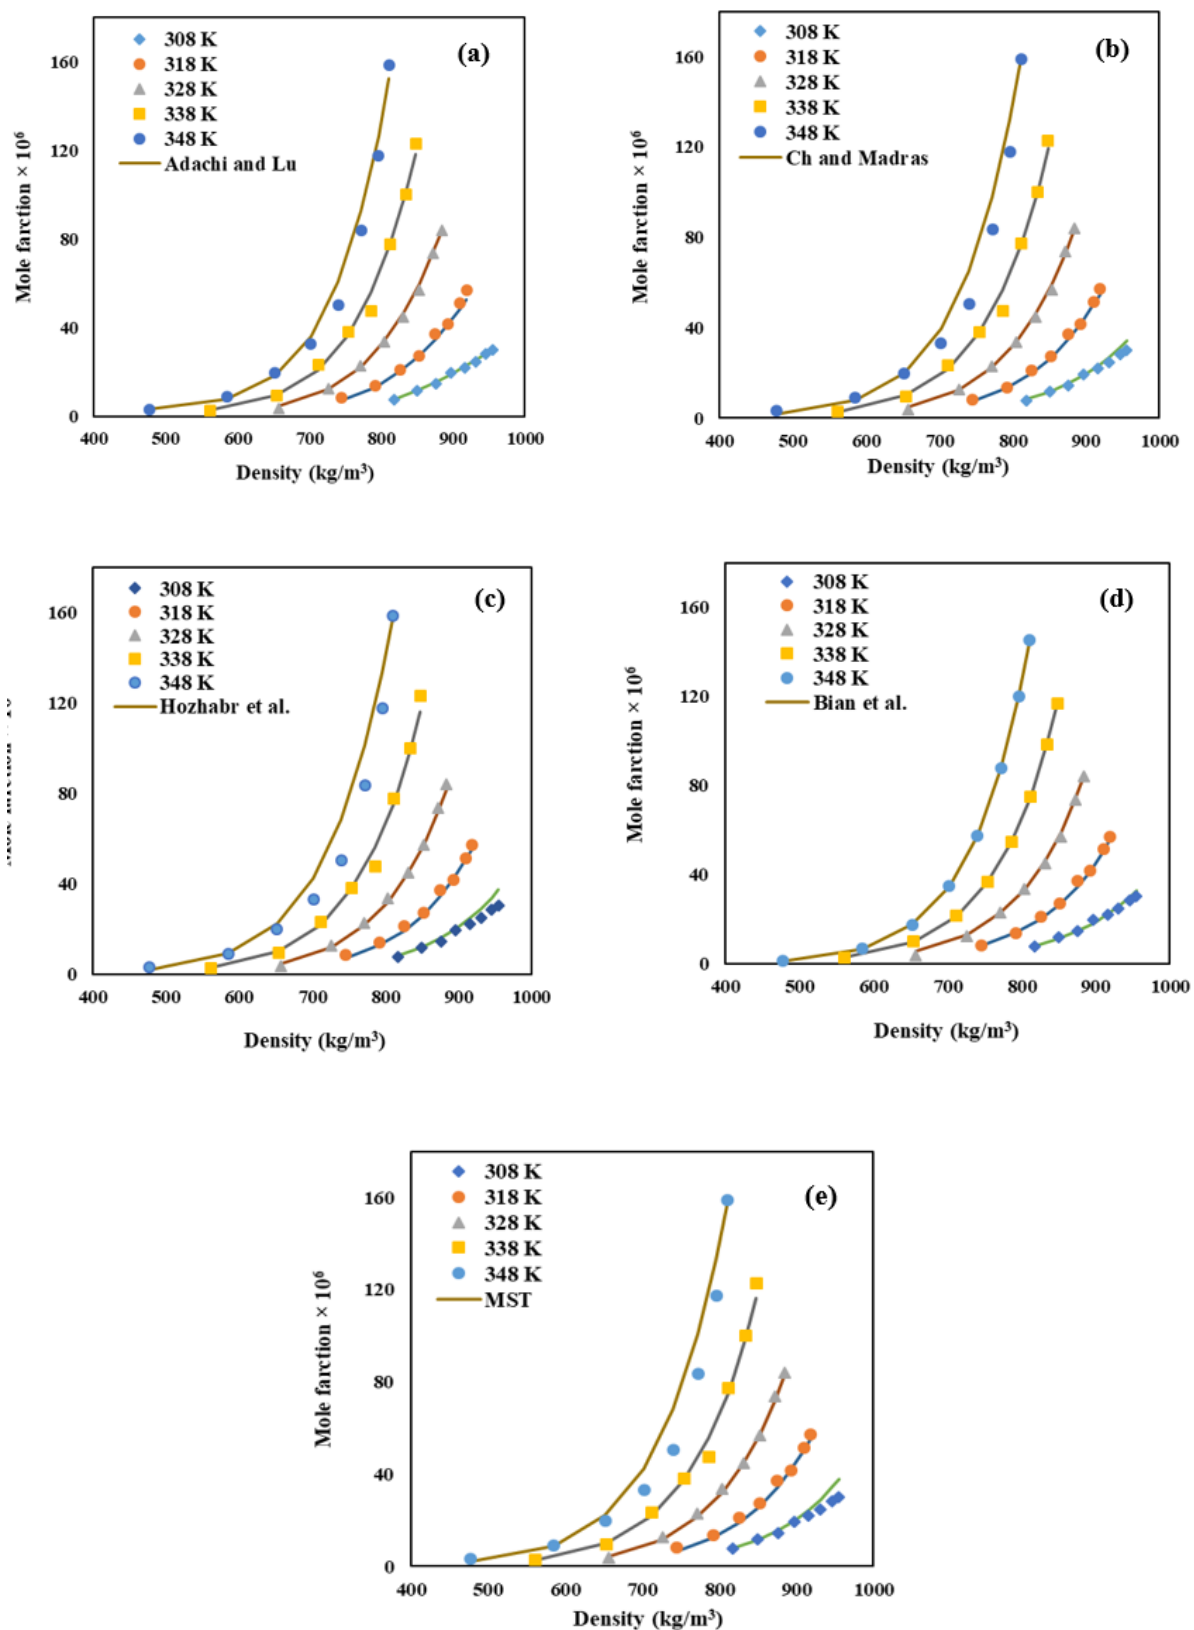 (a)
308 K
318 K
328 K
338 K
348 K
Adachi and Lu
160
120
80
40
0
400 500 600 700 800 900 1000
Mole farction × 10⁶
Density (kg/m³)
(b)
308 K
318 K
328 K
338 K
348 K
Ch and Madras
160
120
80
40
0
400 500 600 700 800 900 1000
Mole farction × 10⁶
Density (kg/m³)
(c)
308 K
318 K
328 K
338 K
348 K
Hozhabr et al.
160
120
80
40
0
400 500 600 700 800 900 1000
Density (kg/m³)
(d)
308 K
318 K
328 K
338 K
348 K
Bian et al.
160
120
80
40
0
400 500 600 700 800 900 1000
Mole farction × 10⁶
Density (kg/m³)
(e)
308 K
318 K
328 K
338 K
348 K
MST
160
120
80
40
0
400 500 600 700 800 900 1000
Mole farction × 10⁶
Density (kg/m³)